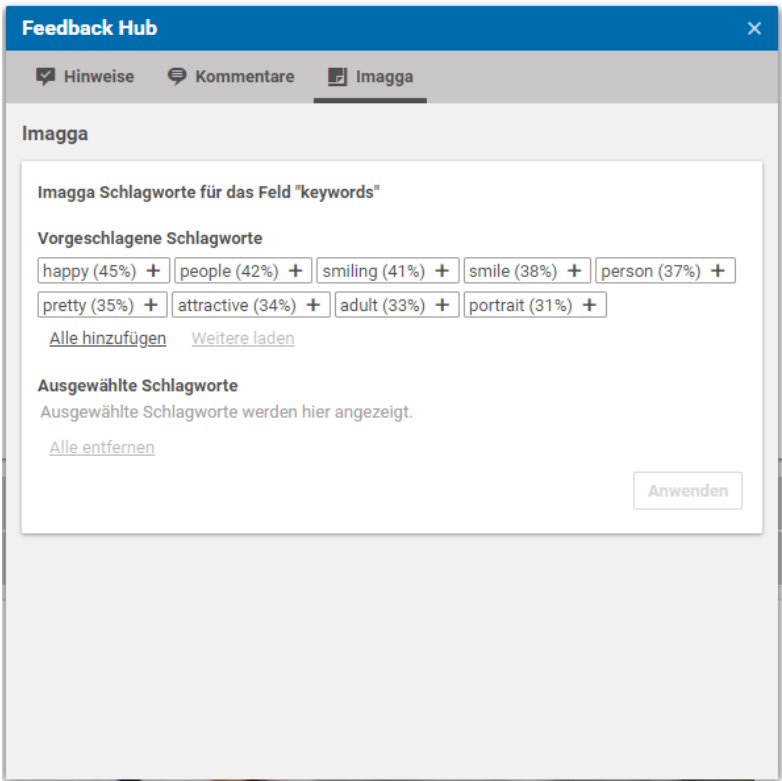 Feedback Hub
Hinweise Kommentare Imagga
Imagga
Imagga Schlagworte für das Feld "keywords"
Vorgeschlagene Schlagworte
happy (45%) + people (42%) + smiling (41%) + smile (38%) + person (37%) +
pretty (35%) + attractive (34%) + adult (33%) + portrait (31%) +
Alle hinzufügen Weitere laden
Ausgewählte Schlagworte
Ausgewählte Schlagworte werden hier angezeigt.
Alle entfernen
Anwenden